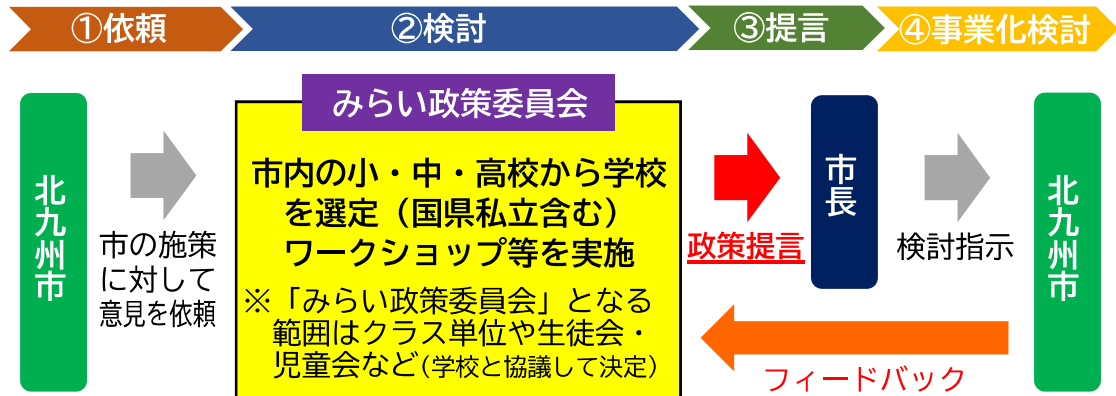 ①依頼
②検討
③提言
④事業化検討
北九州市
市の施策
に対して
意見を依頼
みらい政策委員会
市内の小・中・高校から学校
を選定（国県私立含む）
ワークショップ等を実施
※「みらい政策委員会」となる
範囲はクラス単位や生徒会・
児童会など(学校と協議して決定)
政策提言
市長
検討指示
フィードバック
北九州市